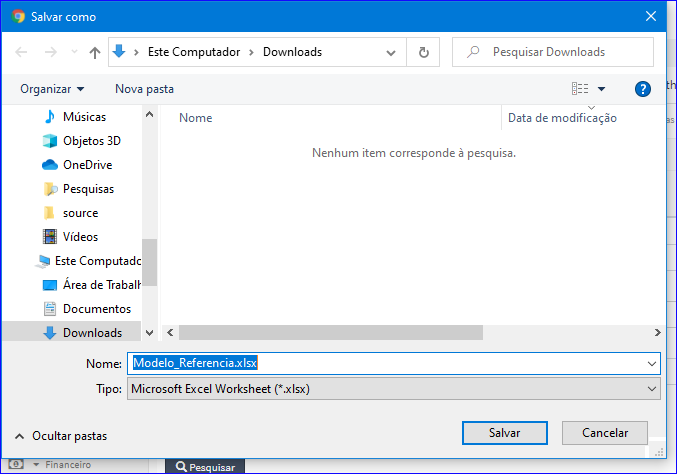 Salvar como
Este Computador > Downloads
Pesquisar Downloads
Organizar
Nova pasta
Músicas
Objetos 3D
OneDrive
Pesquisas
source
Vídeos
Este Computado
Área de Trabalh
Documentos
Downloads
Nome
Data de modificação
Nenhum item corresponde à pesquisa.
Nome: Modelo_Referencia.xlsx
Tipo: Microsoft Excel Worksheet (*.xlsx)
Ocultar pastas
Salvar
Cancelar
Financeiro
Pesquisar
th
as